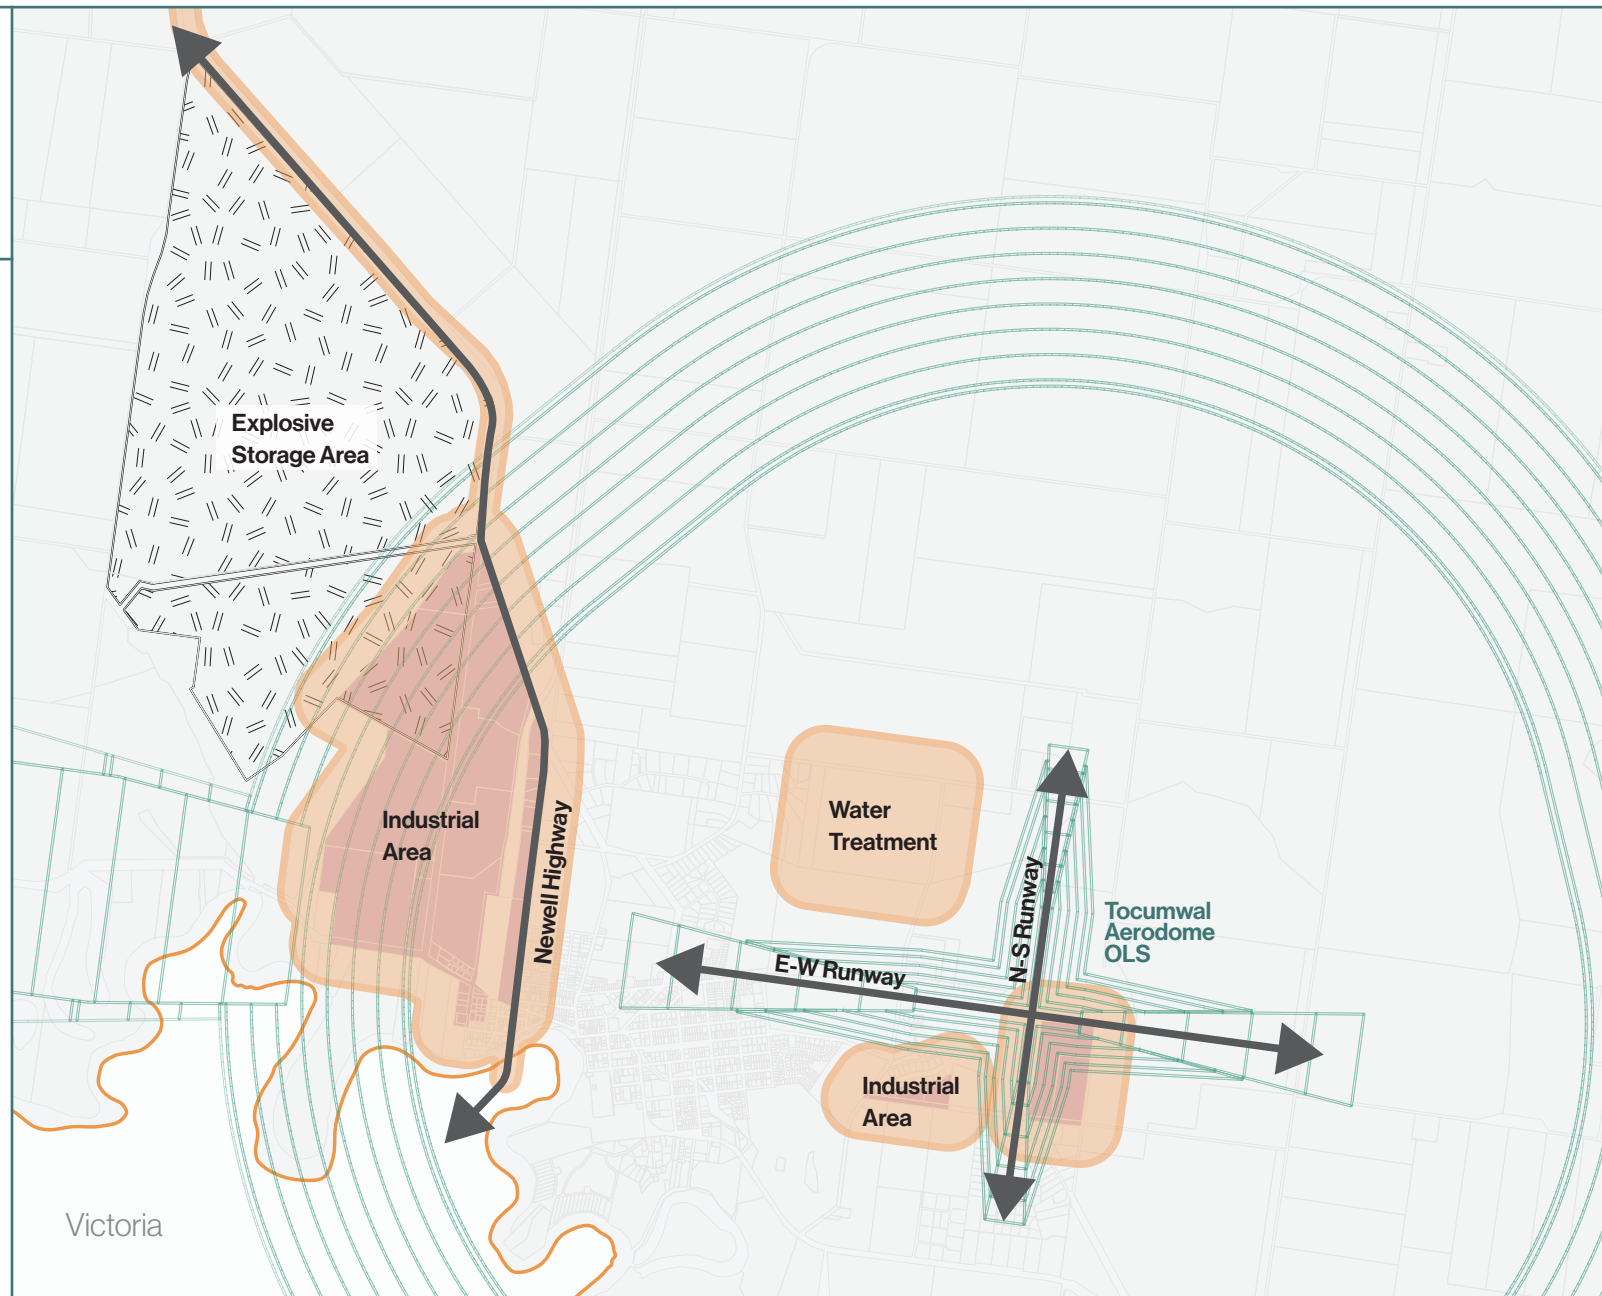 Explosive
Storage Area
Industrial
Area
Newell Highway
Water
Treatment
N-S Runway
E-W Runway
Tocumwal
Aerodome
OLS
Industrial
Area
Victoria